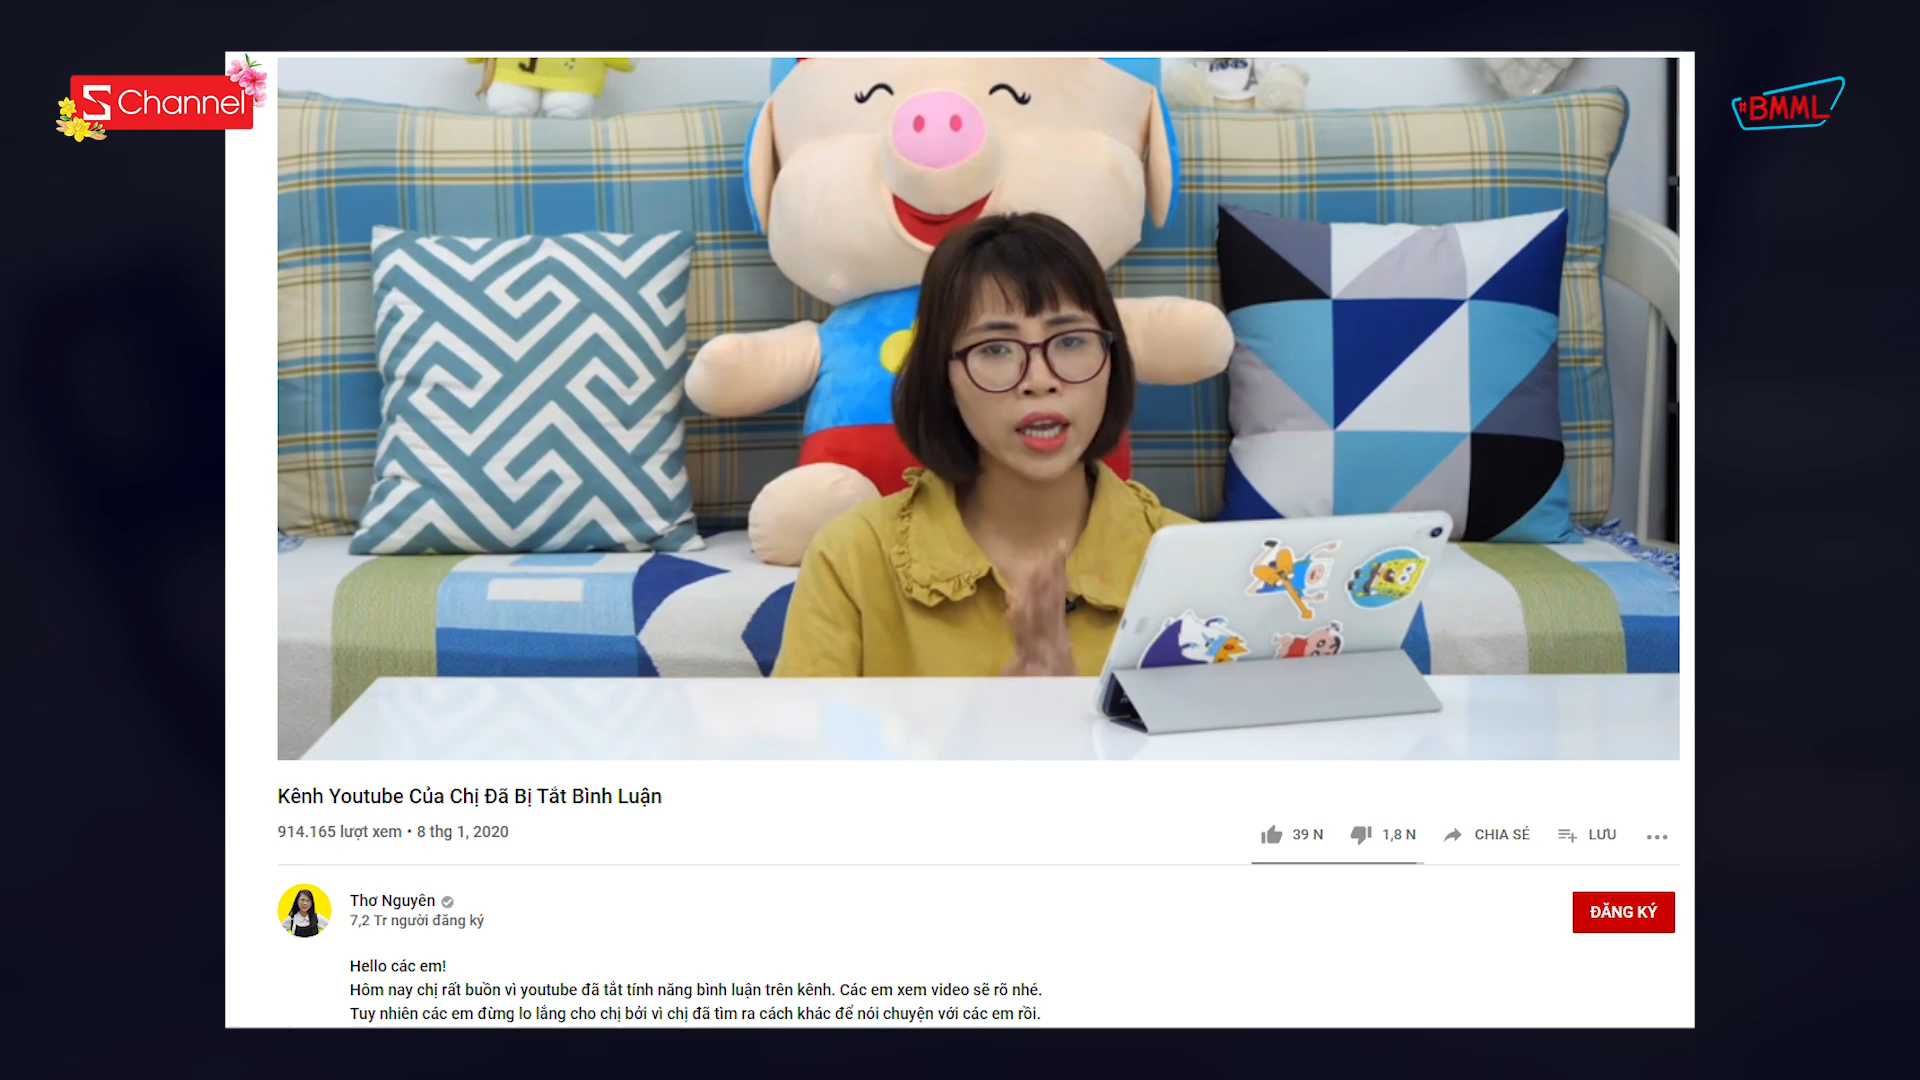 S Channel
#BMML
J
PARIS
Kênh Youtube Của Chị Đã Bị Tắt Bình Luận
914.165 lượt xem • 8 thg 1, 2020
39 N 1,8 N CHIA SẺ LƯU
Thơ Nguyên
7,2 Tr người đăng ký
ĐĂNG KÝ
Hello các em!
Hôm nay chị rất buồn vì youtube đã tắt tính năng bình luận trên kênh. Các em xem video sẽ rõ nhé.
Tuy nhiên các em đừng lo lắng cho chị bởi vì chị đã tìm ra cách khác để nói chuyện với các em rồi.